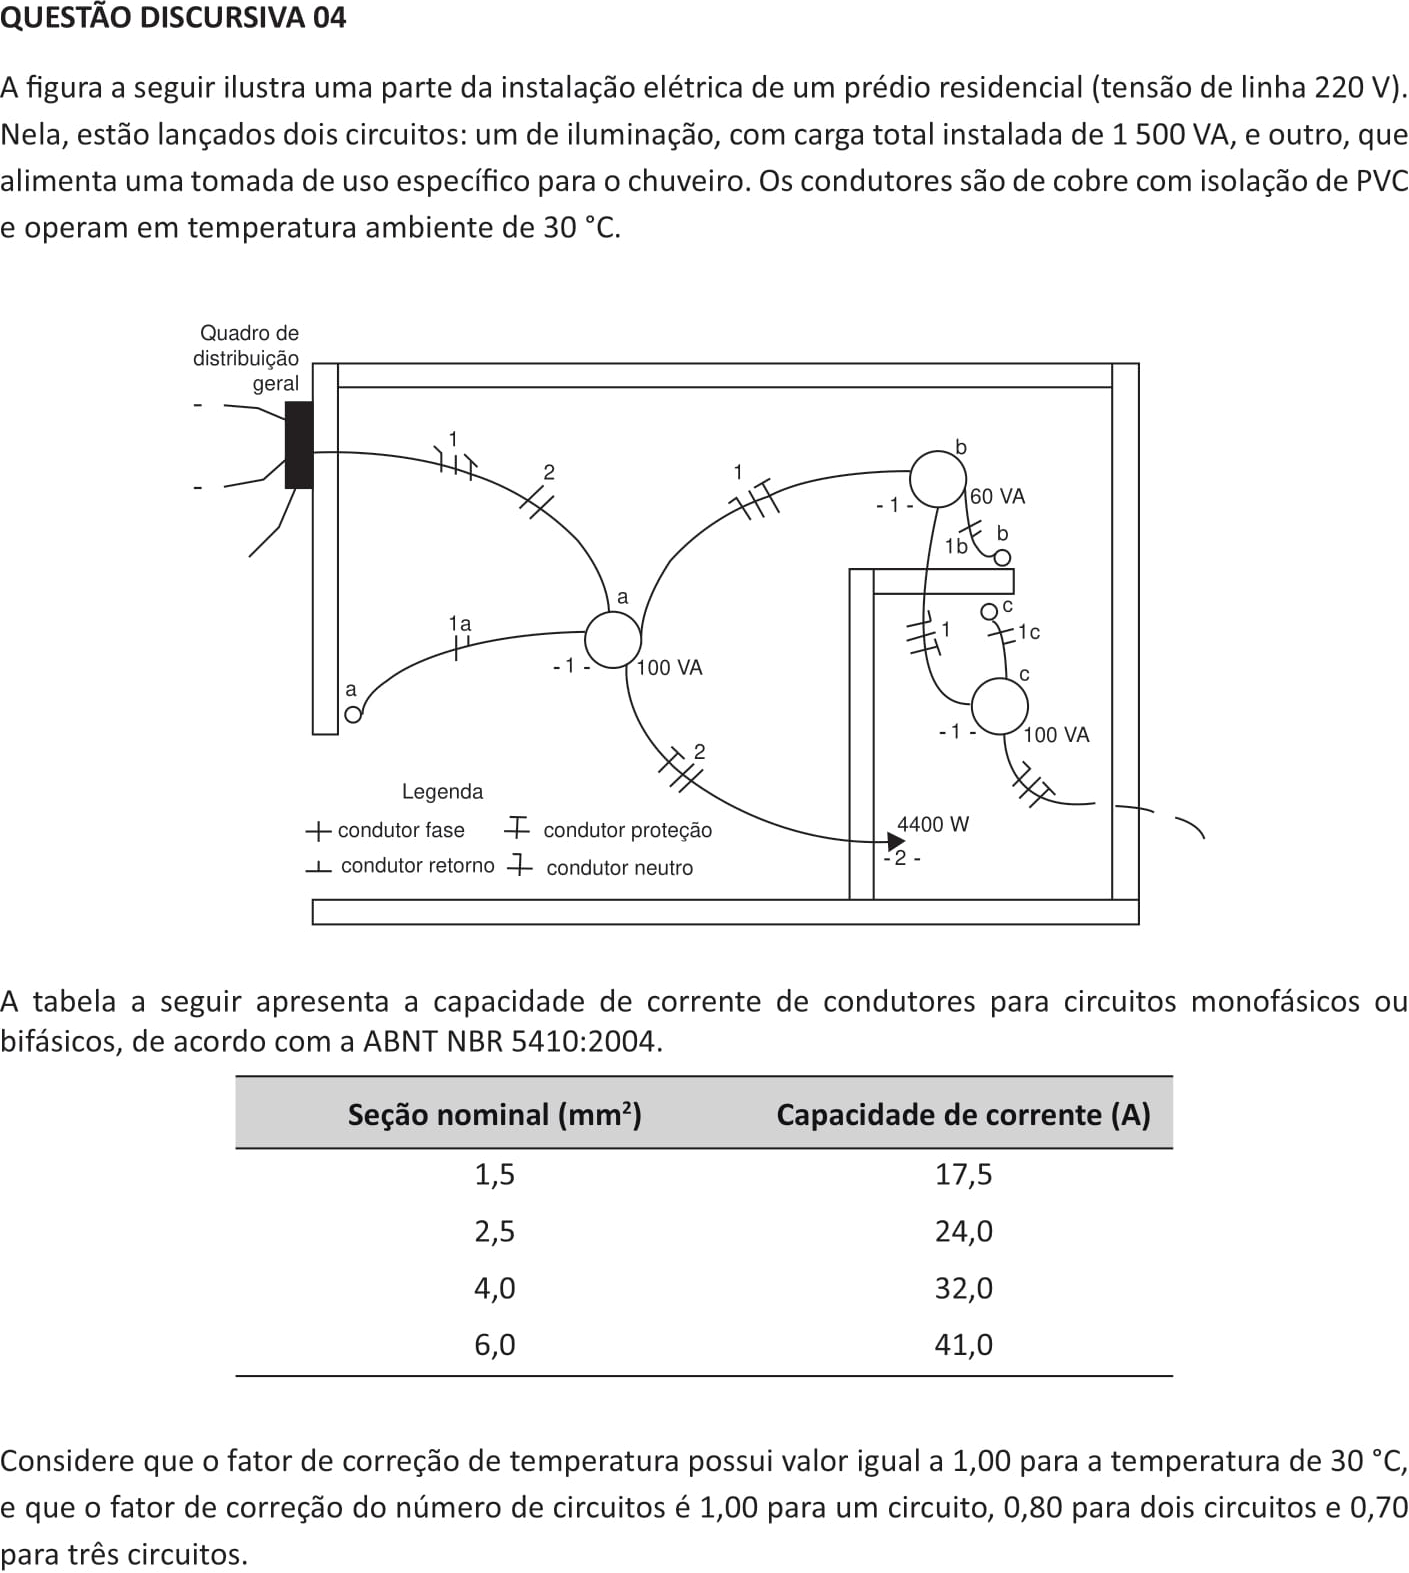 QUESTÃO DISCURSIVA 04
A figura a seguir ilustra uma parte da instalação elétrica de um prédio residencial (tensão de linha 220 V).
Nela, estão lançados dois circuitos: um de iluminação, com carga total instalada de 1 500 VA, e outro, que
alimenta uma tomada de uso específico para o chuveiro. Os condutores são de cobre com isolação de PVC
e operam em temperatura ambiente de 30 °C.
Quadro de
distribuição
geral
1
2
1
b
- 1 -
60 VA
1b
b
a
1a
- 1 -
100 VA
a
c
1
1c
c
- 1 -
100 VA
2
Legenda
condutor fase
condutor proteção
condutor retorno
condutor neutro
4400 W
- 2 -
A tabela a seguir apresenta a capacidade de corrente de condutores para circuitos monofásicos ou
bifásicos, de acordo com a ABNT NBR 5410:2004.
Seção nominal (mm²) Capacidade de corrente (A)
1,5 17,5
2,5 24,0
4,0 32,0
6,0 41,0
Considere que o fator de correção de temperatura possui valor igual a 1,00 para a temperatura de 30 °C,
e que o fator de correção do número de circuitos é 1,00 para um circuito, 0,80 para dois circuitos e 0,70
para três circuitos.